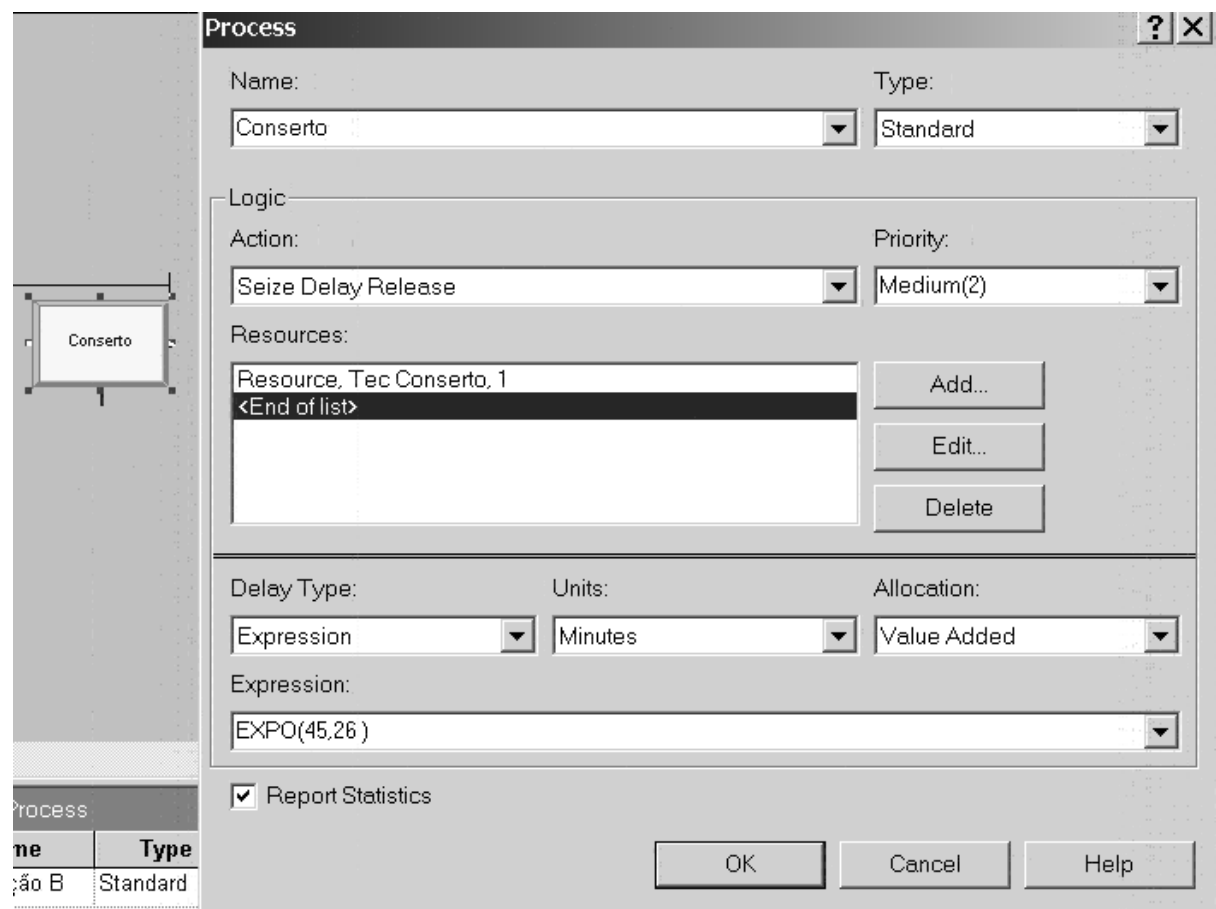 Process
Name:
Type:
Conserto
Standard
Logic
Action:
Priority:
Seize Delay Release
Medium(2)
Conserto
1
Resources:
Resource, Tec Conserto, 1
<End of list>
Add...
Edit...
Delete
Delay Type:
Units:
Allocation:
Expression
Minutes
Value Added
Expression:
EXPO(45,26 )
Report Statistics
OK
Cancel
Help
Process
me
Type
ção B
Standard